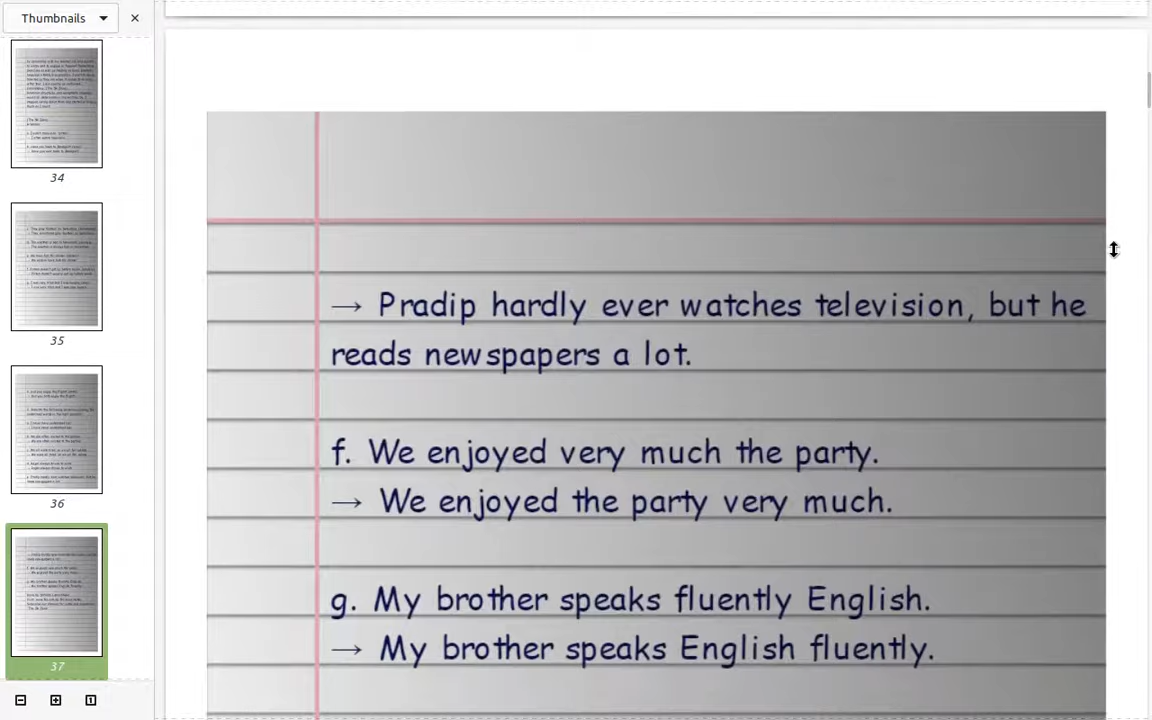 Thumbnails
34
35
36
37
→ Pradip hardly ever watches television, but he
reads newspapers a lot.
f. We enjoyed very much the party.
→ We enjoyed the party very much.
g. My brother speaks fluently English.
→ My brother speaks English fluently.